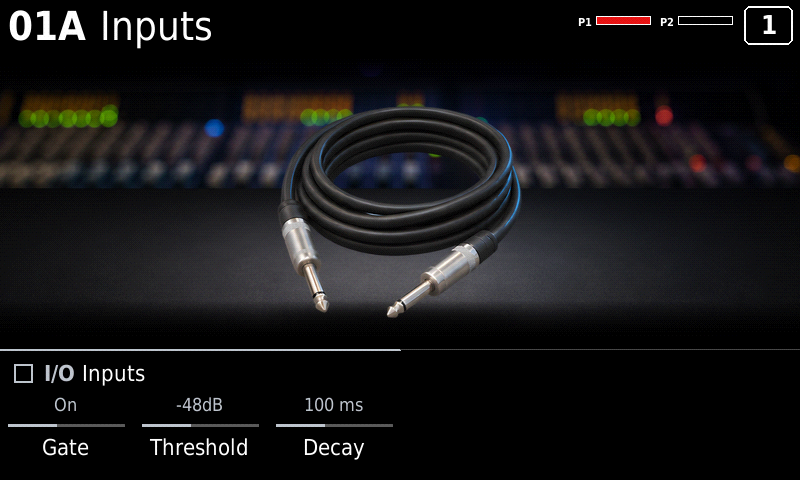 01A Inputs
P1
P2
1
I/O Inputs
On
-48dB
100 ms
Gate
Threshold
Decay